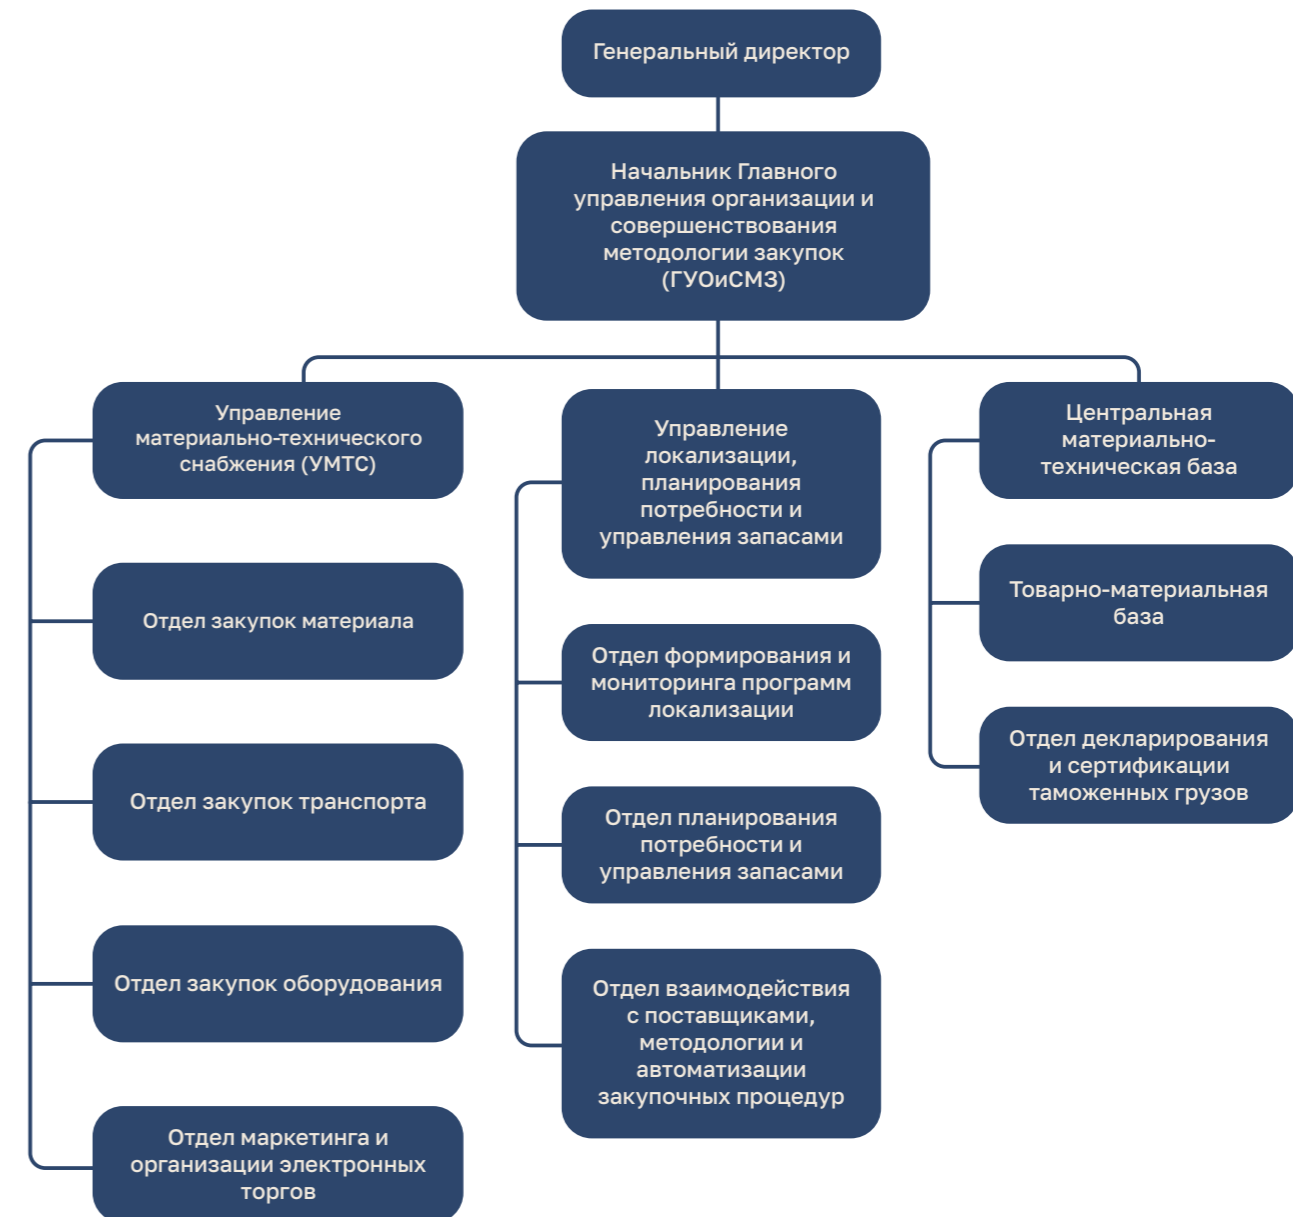 Генеральный директор
Начальник Главного
управления организации и
совершенствования
методологии закупок
(ГУОиСМЗ)
Управление
материально-технического
снабжения (УМТС)
Отдел закупок материала
Отдел закупок транспорта
Отдел закупок оборудования
Отдел маркетинга и
организации электронных
торгов
Управление
локализации,
планирования
потребности и
управления запасами
Отдел формирования и
мониторинга программ
локализации
Отдел планирования
потребности и
управления запасами
Отдел взаимодействия
с поставщиками,
методологии и
автоматизации
закупочных процедур
Центральная
материально-
техническая база
Товарно-материальная
база
Отдел декларирования
и сертификации
таможенных грузов